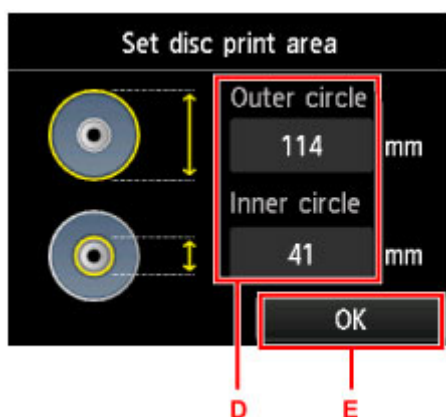 Set disc print area
Outer circle
114 mm
Inner circle
41 mm
OK
D E